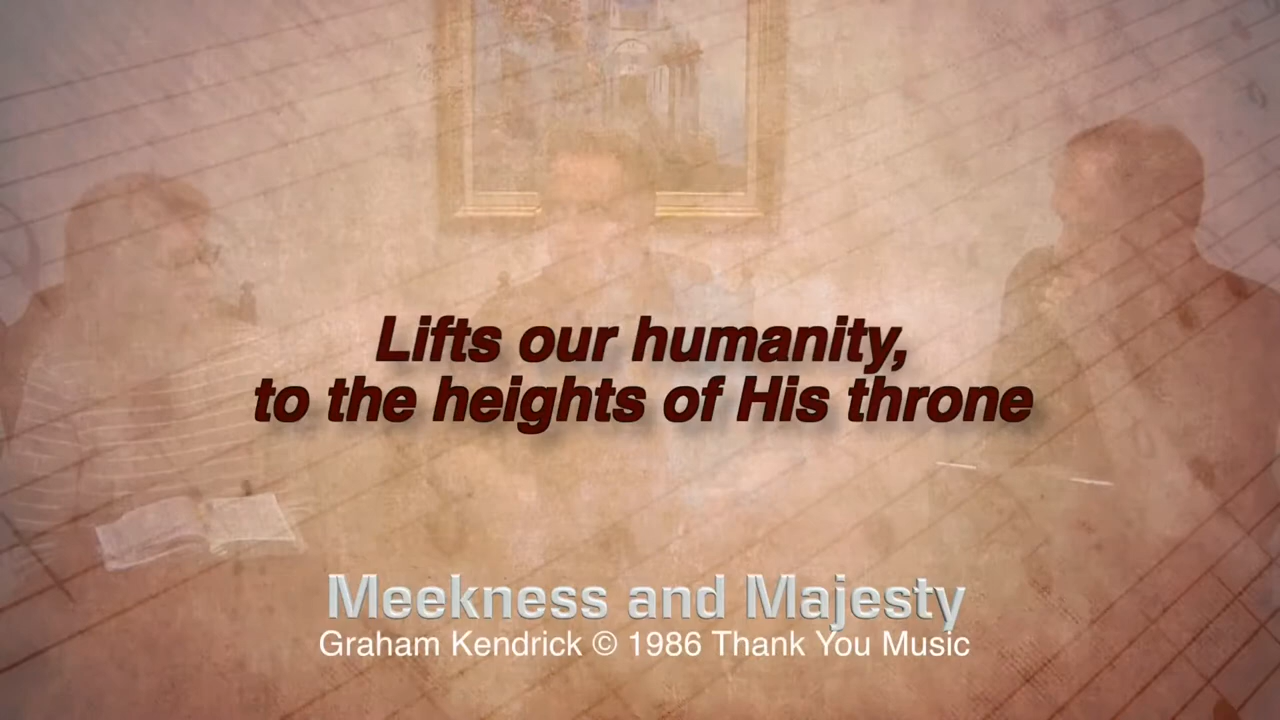 Lifts our humanity,
to the heights of His throne
Meekness and Majesty
Graham Kendrick © 1986 Thank You Music